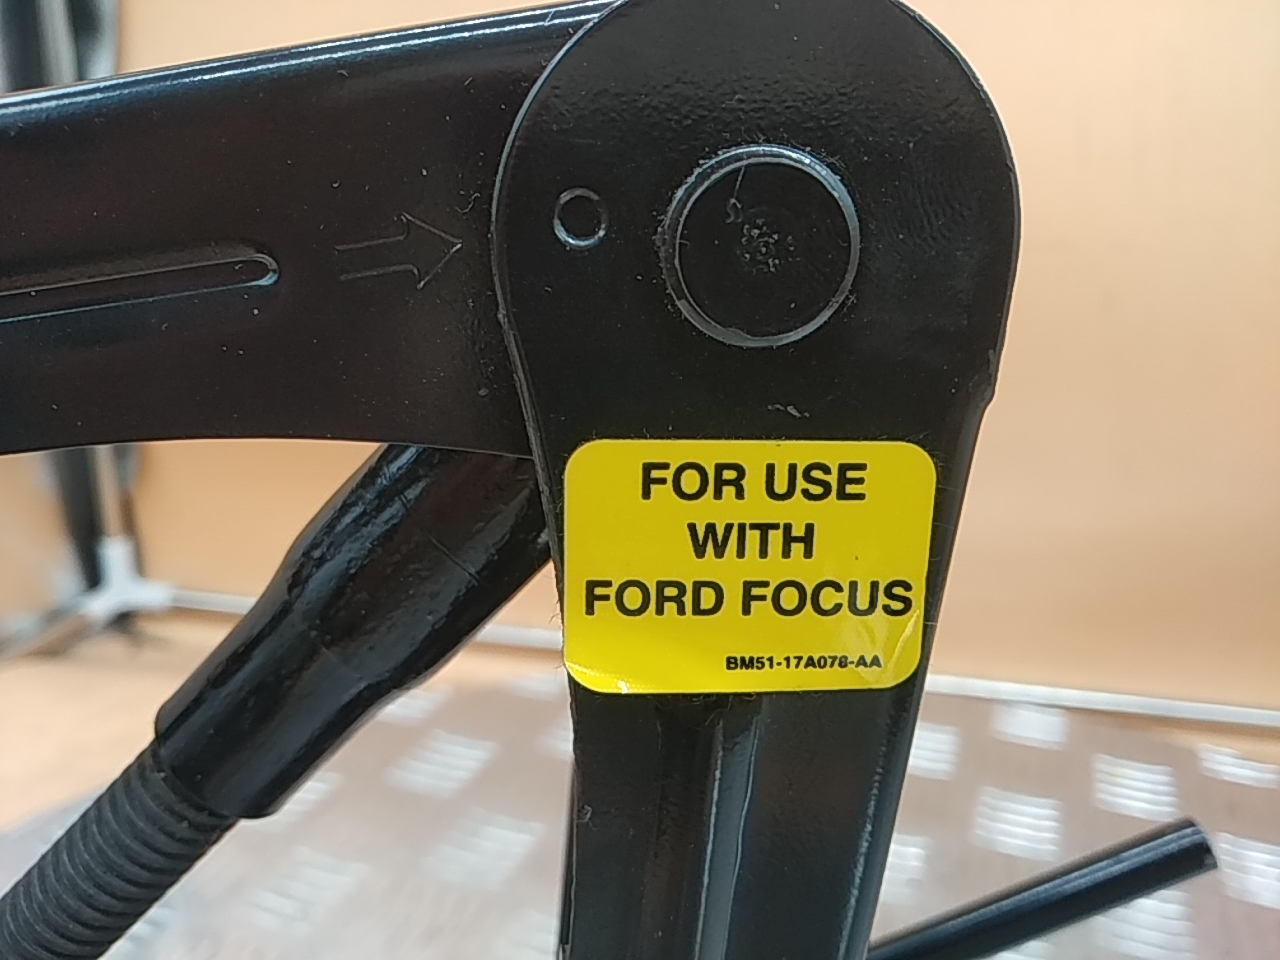 FOR USE
WITH
FORD FOCUS
BM51-17A078-AA